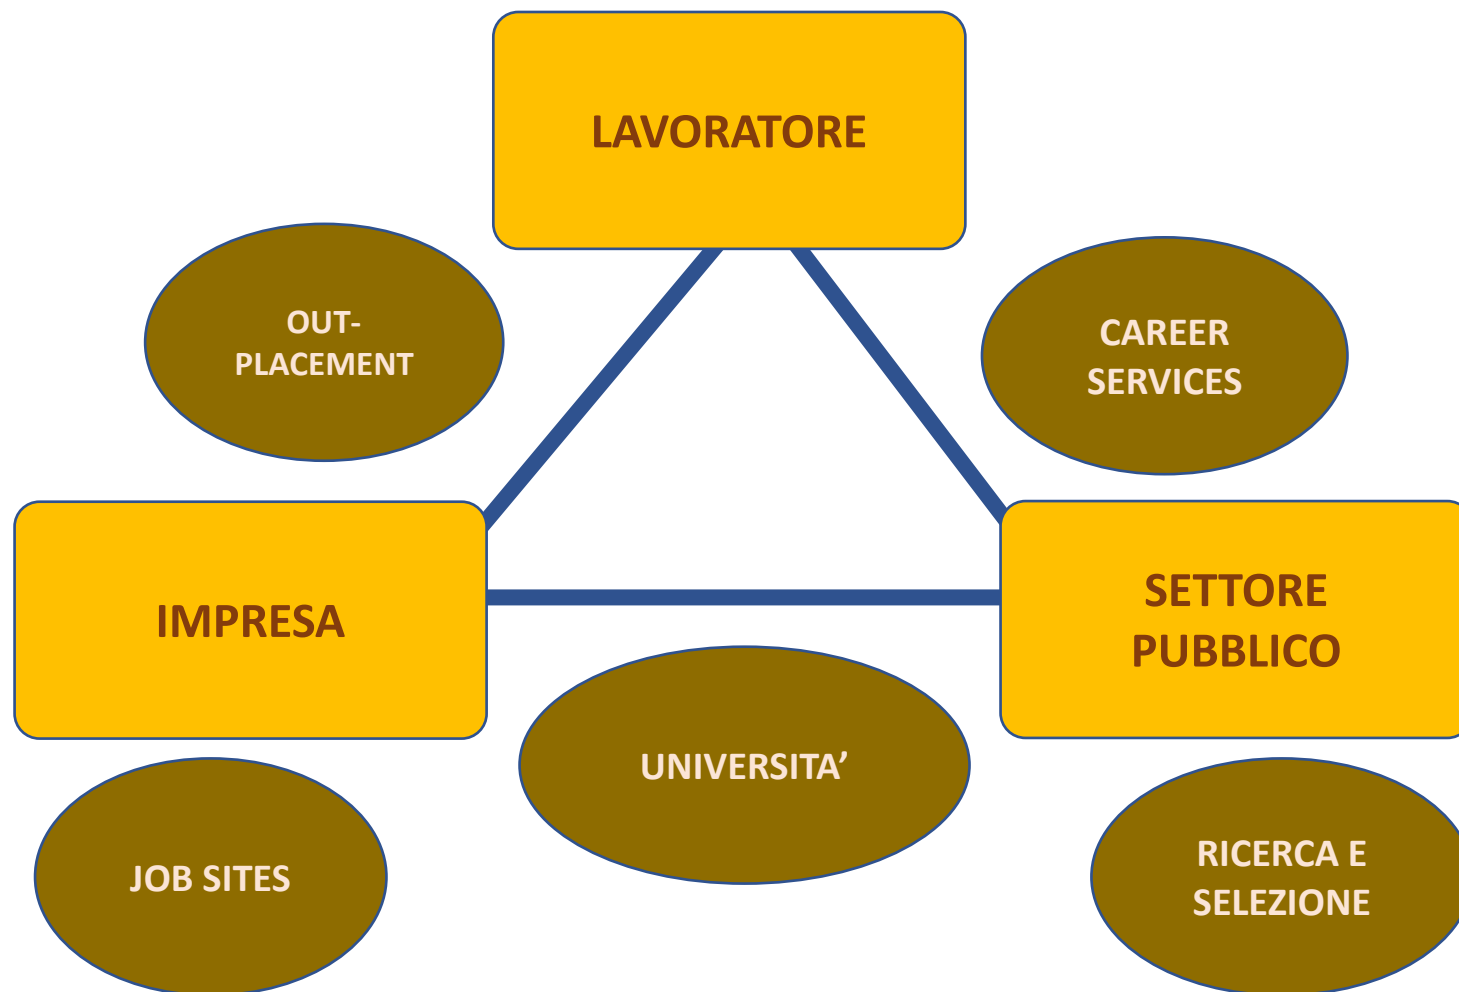 LAVORATORE
OUT-
PLACEMENT
CAREER
SERVICES
IMPRESA
SETTORE
PUBBLICO
UNIVERSITA’
JOB SITES
RICERCA E
SELEZIONE